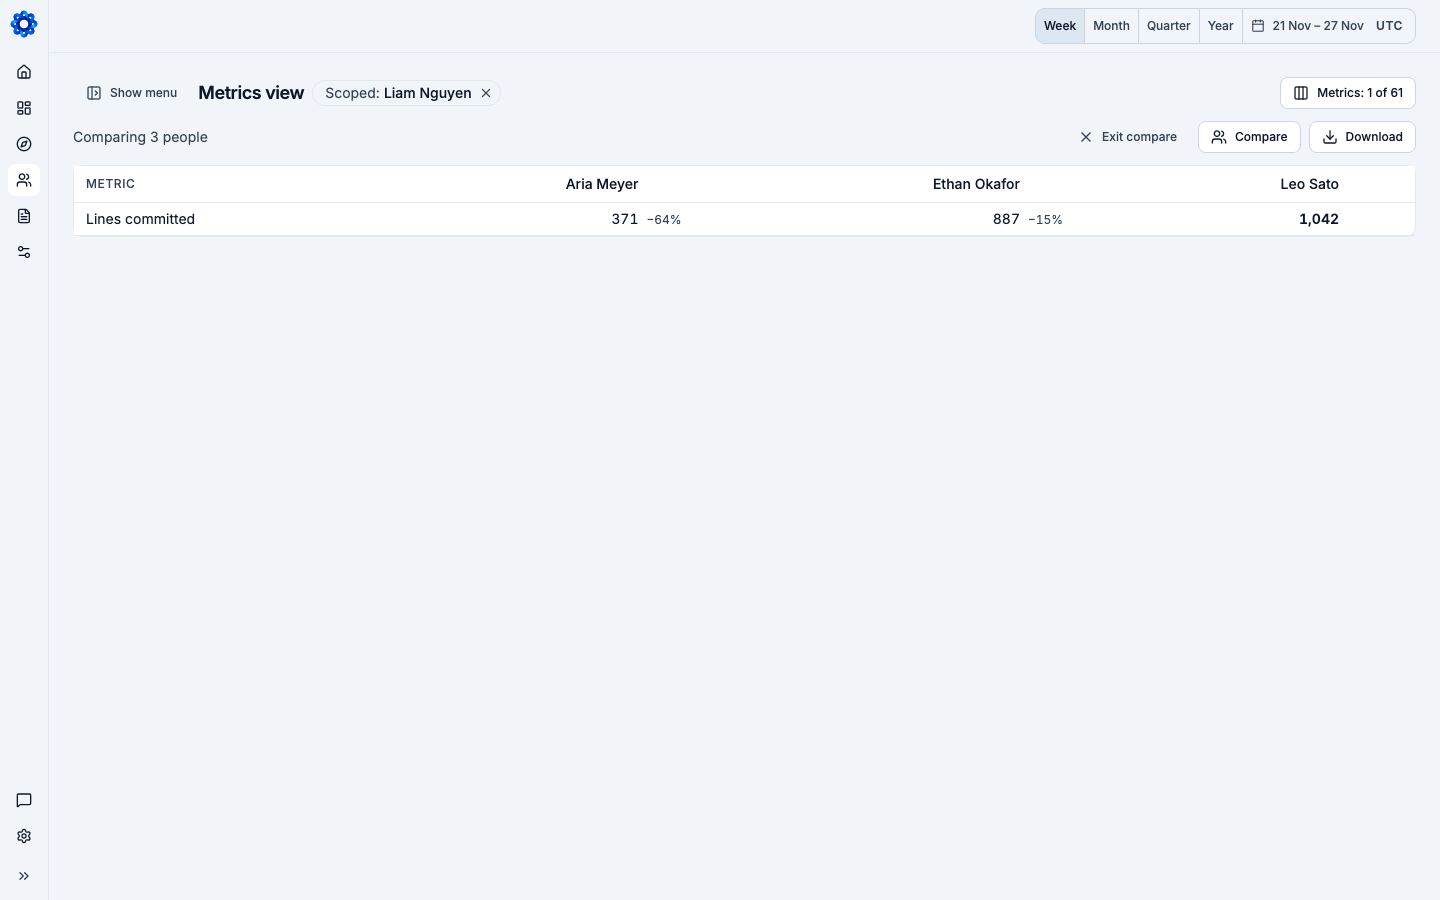 Week Month Quarter Year 21 Nov – 27 Nov UTC
Show menu Metrics view Scoped: Liam Nguyen Metrics: 1 of 61
Comparing 3 people Exit compare Compare Download
METRIC Aria Meyer Ethan Okafor Leo Sato
Lines committed 371 −64% 887 −15% 1,042